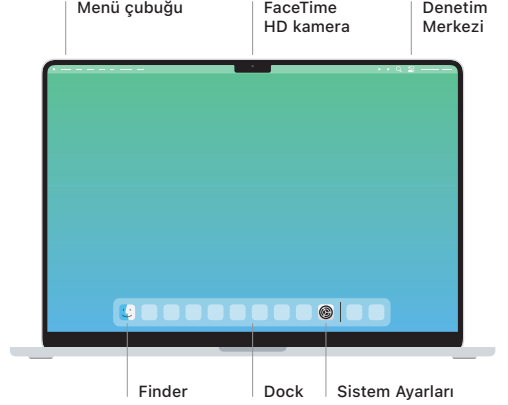 Menü çubuğu
FaceTime
HD kamera
Denetim
Merkezi
Finder
Dock
Sistem Ayarları